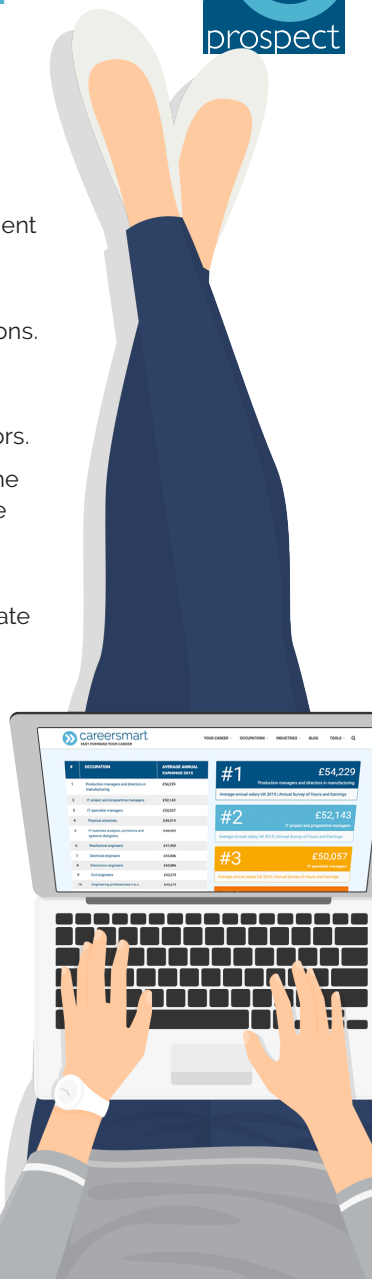 prospect
ent
ons.
ors.
ne
e
ate
careersmart
FAST FORWARD YOUR CAREER
YOUR CAREER
OCCUPATIONS
INDUSTRIES
BLOG
TOOLS
# OCCUPATION AVERAGE ANNUAL
EARNINGS 2015
1 Production managers and directors in £54,229
manufacturing
2 IT project and programme managers £52,143
3 IT specialist managers £50,057
4 Physical scientists
5 IT business analysts, architects and
systems designers
6 Mechanical engineers
7 Electrical engineers
8 Electronics engineers
9 Civil engineers
10 Engineering professionals n.e.c.
#1 £54,229
Production managers and directors in manufacturing
Average annual salary UK 2015 | Annual Survey of Hours and Earnings
#2 £52,143
IT project and programme managers
Average annual salary UK 2015 | Annual Survey of Hours and Earnings
#3 £50,057
IT specialist managers
Average annual salary UK 2015 | Annual Survey of Hours and Earnings